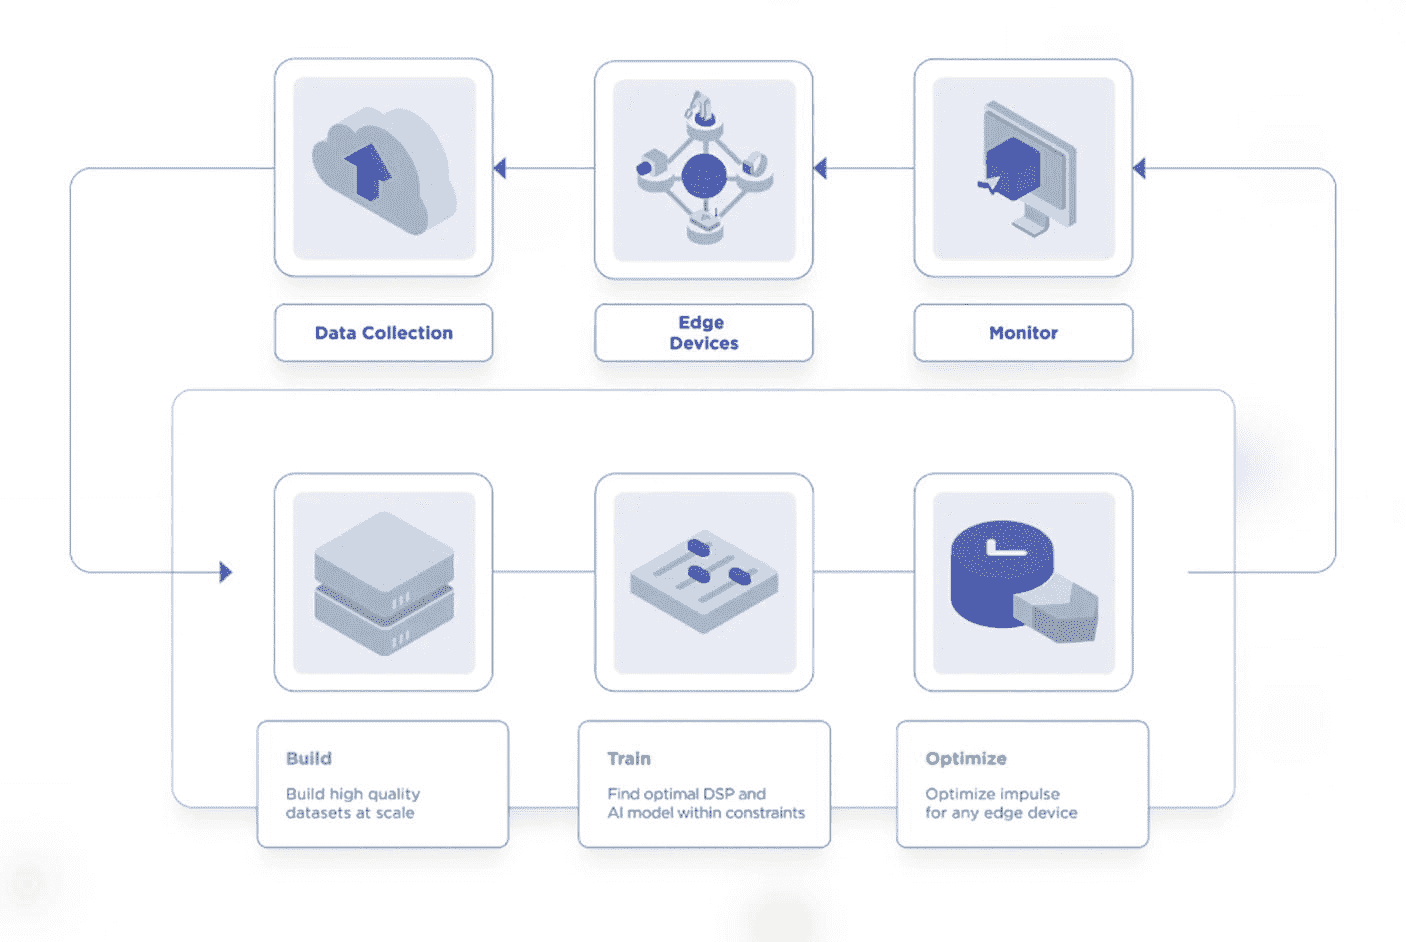 Data Collection
Edge
Devices
Monitor
Build
Build high quality
datasets at scale
Train
Find optimal DSP and
AI model within constraints
Optimize
Optimize impulse
for any edge device